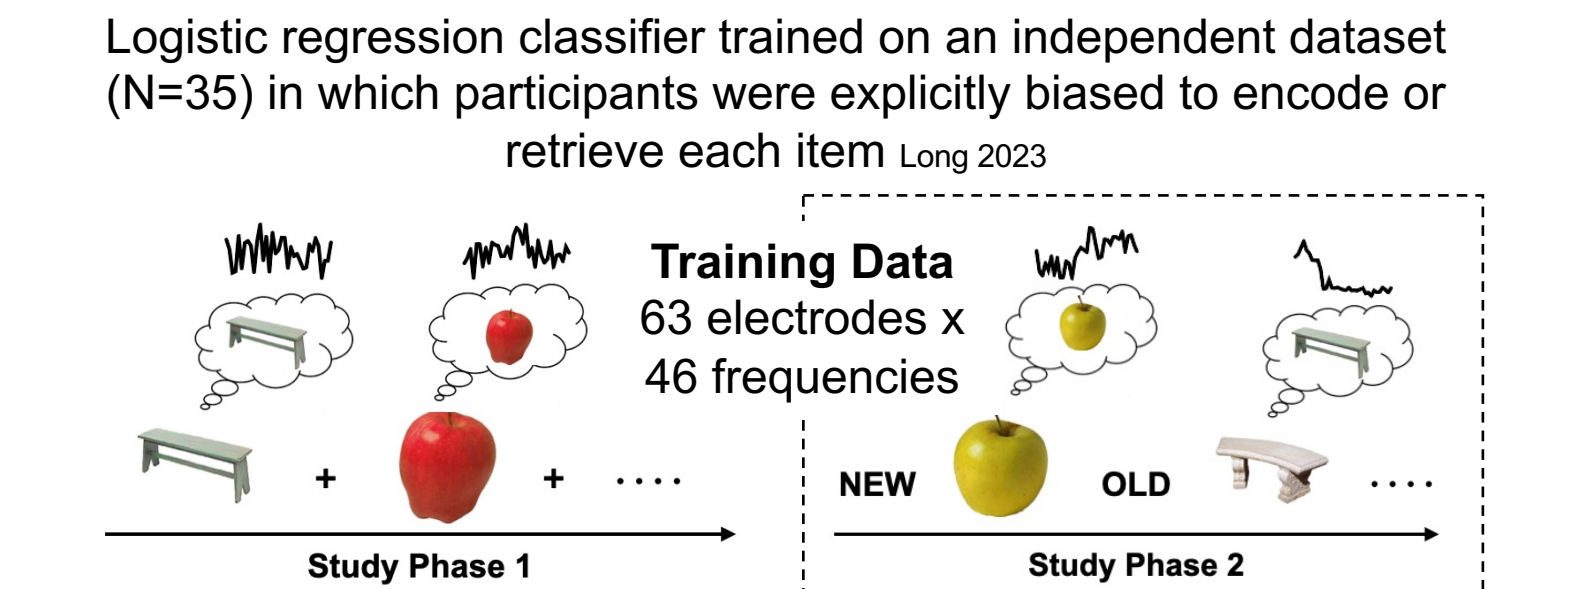 Logistic regression classifier trained on an independent dataset
(N=35) in which participants were explicitly biased to encode or
retrieve each item Long 2023
Training Data
63 electrodes x
46 frequencies
+ + ....
NEW OLD ....
Study Phase 1
Study Phase 2